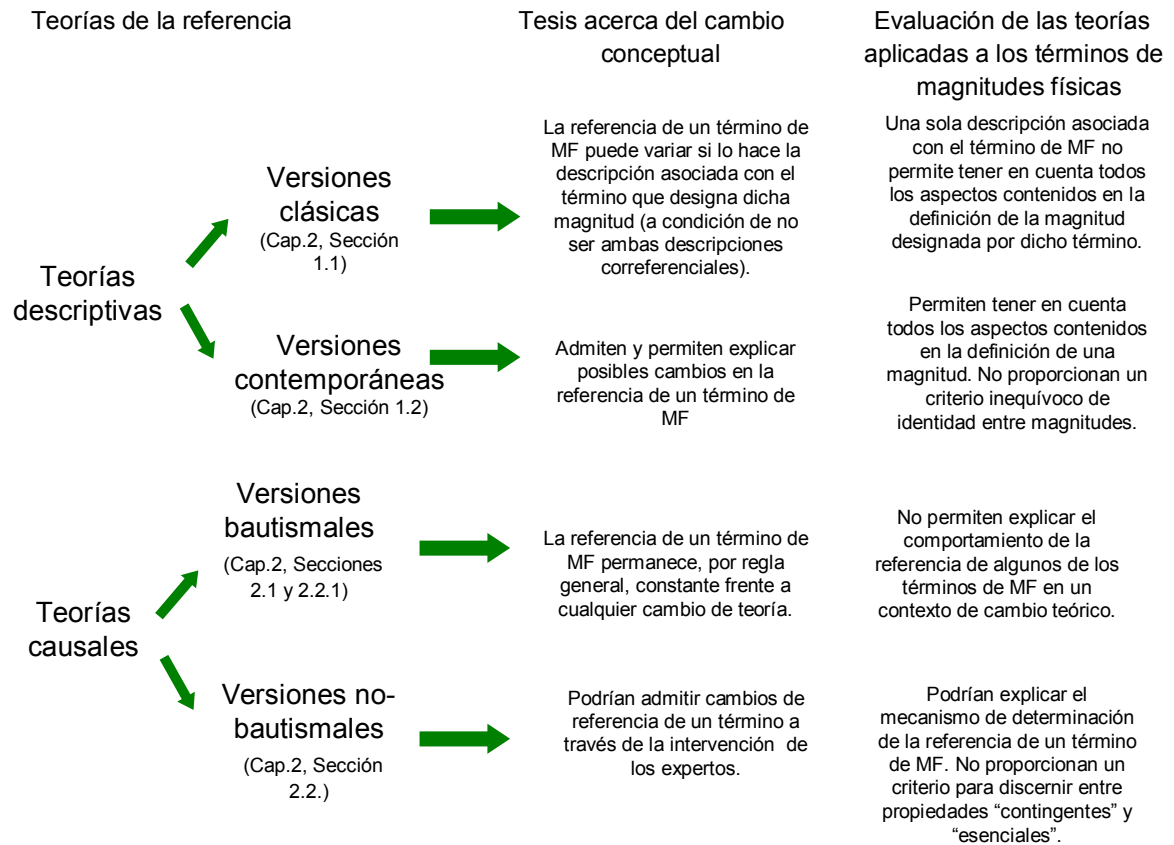 Teorías de la referencia
Tesis acerca del cambio
conceptual
Evaluación de las teorías
aplicadas a los términos de
magnitudes físicas
Teorías
descriptivas
Versiones
clásicas
(Cap.2, Sección
1.1)
La referencia de un término de
MF puede variar si lo hace la
descripción asociada con el
término que designa dicha
magnitud (a condición de no
ser ambas descripciones
correferenciales).
Una sola descripción asociada
con el término de MF no
permite tener en cuenta todos
los aspectos contenidos en la
definición de la magnitud
designada por dicho término.
Versiones
contemporáneas
(Cap.2, Sección 1.2)
Admiten y permiten explicar
posibles cambios en la
referencia de un término de
MF
Permiten tener en cuenta
todos los aspectos contenidos
en la definición de una
magnitud. No proporcionan un
criterio inequívoco de
identidad entre magnitudes.
Teorías
causales
Versiones
bautismales
(Cap.2, Secciones
2.1 y 2.2.1)
La referencia de un término de
MF permanece, por regla
general, constante frente a
cualquier cambio de teoría.
No permiten explicar el
comportamiento de la
referencia de algunos de los
términos de MF en un
contexto de cambio teórico.
Versiones no-
bautismales
(Cap.2, Sección
2.2.)
Podrían admitir cambios de
referencia de un término a
través de la intervención de
los expertos.
Podrían explicar el
mecanismo de determinación
de la referencia de un término
de MF. No proporcionan un
criterio para discernir entre
propiedades “contingentes” y
“esenciales”.